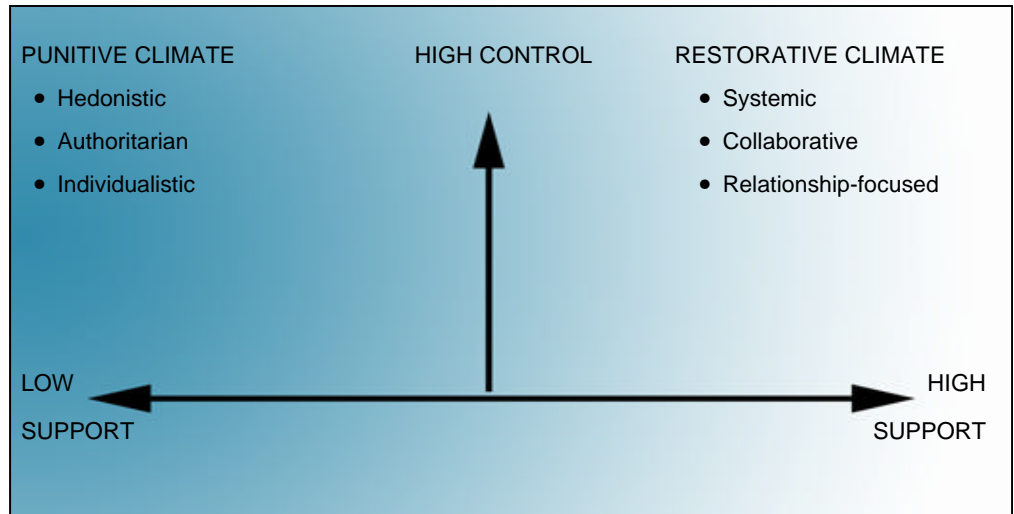 PUNITIVE CLIMATE
• Hedonistic
• Authoritarian
• Individualistic
HIGH CONTROL
RESTORATIVE CLIMATE
• Systemic
• Collaborative
• Relationship-focused
LOW
SUPPORT
HIGH
SUPPORT